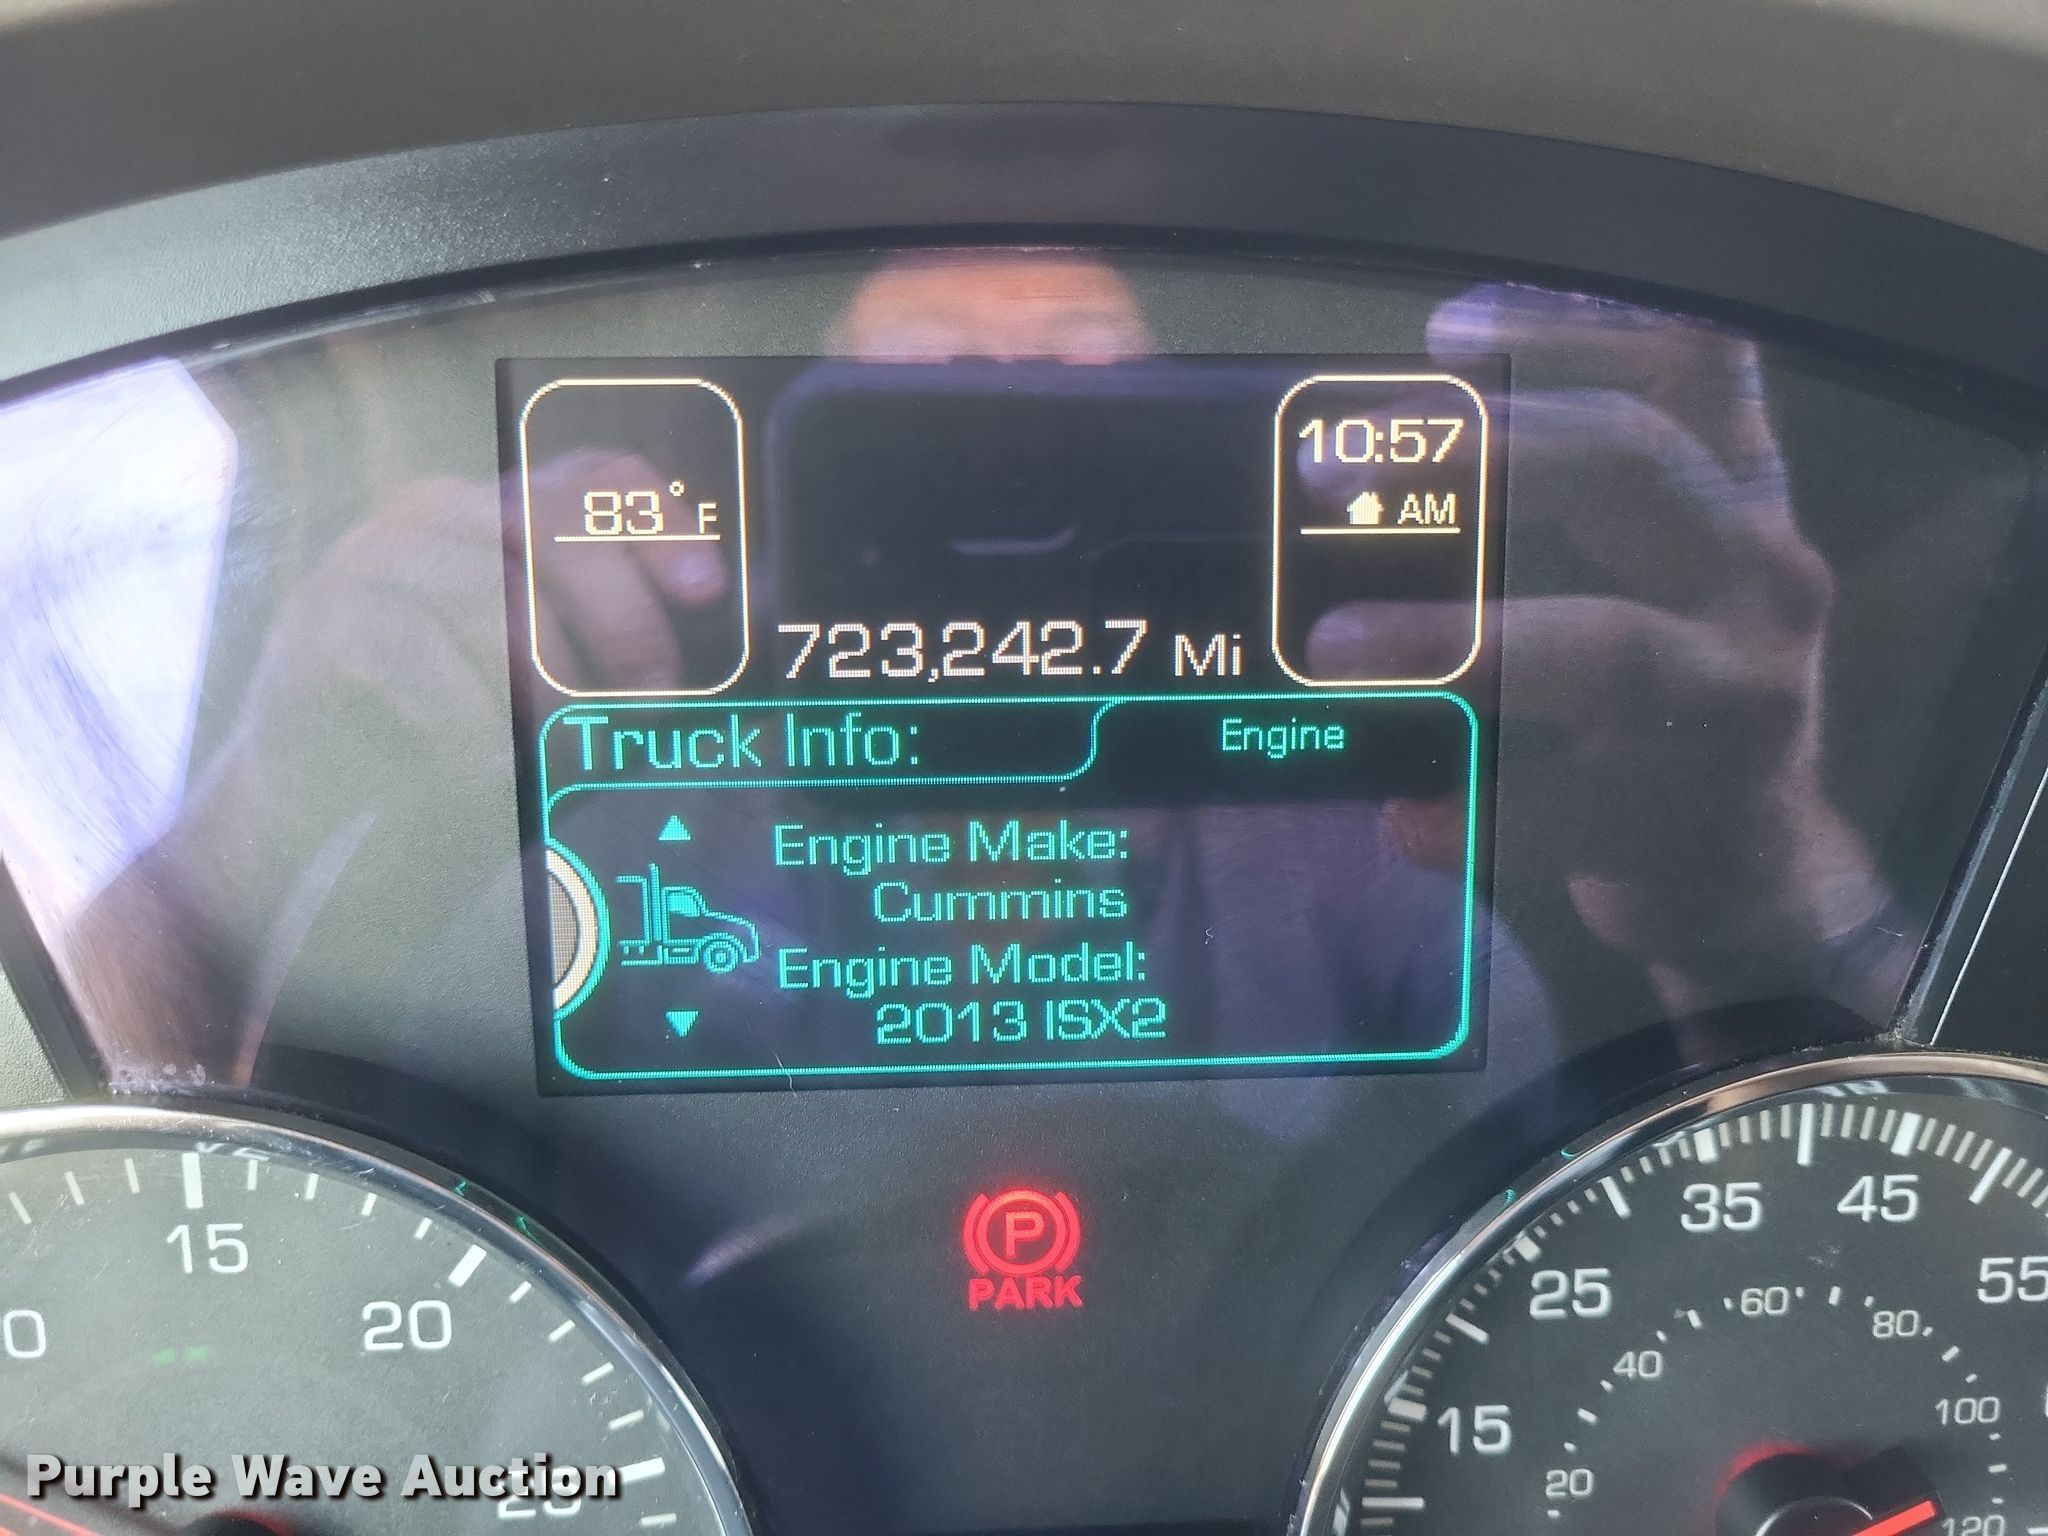 10:57
83° F
AM
723,242.7 Mi
Truck Info:
Engine
Engine Make:
Cummins
Engine Model:
2013 ISX2
P
PARK
15
20
25
15
25
35
45
55
20
40
60
80
100
120
Purple Wave Auction